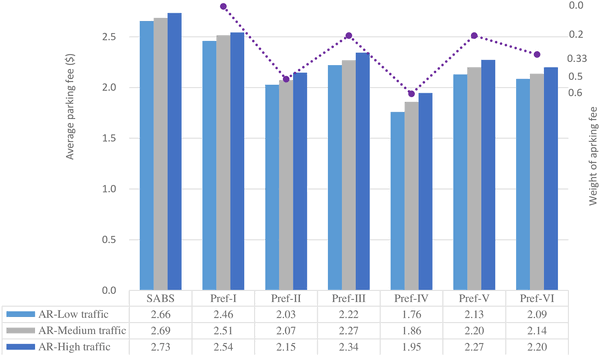 Average parking fee ($)
2.5
2.0
1.5
1.0
0.5
0.0
0.0
0.2
0.33
0.5
0.6
Weight of aprking fee
SABS Pref-I Pref-II Pref-III Pref-IV Pref-V Pref-VI
AR-Low traffic 2.66 2.46 2.03 2.22 1.76 2.13 2.09
AR-Medium traffic 2.69 2.51 2.07 2.27 1.86 2.20 2.14
AR-High traffic 2.73 2.54 2.15 2.34 1.95 2.27 2.20